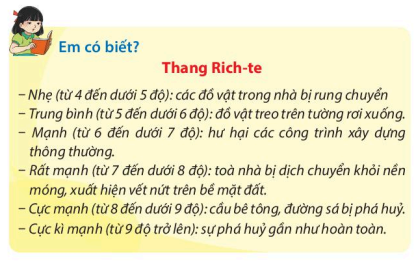 Em có biết?
Thang Rich-te
– Nhẹ (từ 4 đến dưới 5 độ): các đồ vật trong nhà bị rung chuyển
– Trung bình (từ 5 đến dưới 6 độ): đồ vật treo trên tường rơi xuống.
– Mạnh (từ 6 đến dưới 7 độ): hư hại các công trình xây dựng
thông thường.
– Rất mạnh (từ 7 đến dưới 8 độ): toà nhà bị dịch chuyển khỏi nền
móng, xuất hiện vết nứt trên bề mặt đất.
– Cực mạnh (từ 8 đến dưới 9 độ): cầu bê tông, đường sá bị phá huỷ.
– Cực kì mạnh (từ 9 độ trở lên): sự phá huỷ gần như hoàn toàn.